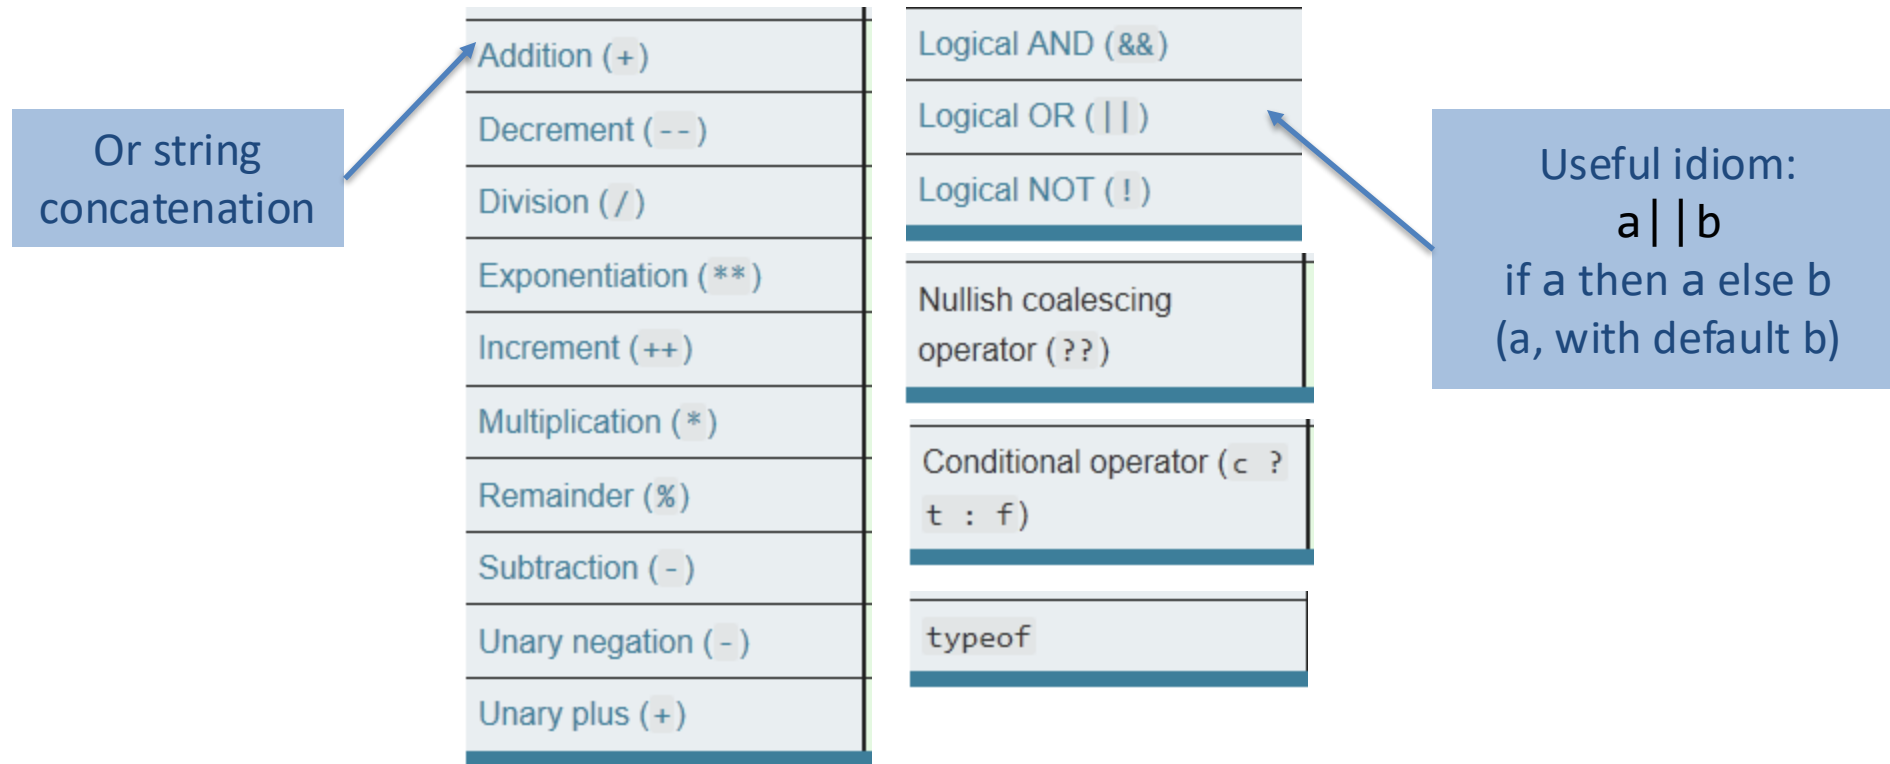 Or string
concatenation
Addition (+)
Decrement (--)
Division (/)
Exponentiation (**)
Increment (++)
Multiplication (*)
Remainder (%)
Subtraction (-)
Unary negation (-)
Unary plus (+)
Logical AND (&&)
Logical OR (||)
Logical NOT (!)
Nullish coalescing
operator (??)
Conditional operator (c ?
t : f)
typeof
Useful idiom:
a||b
if a then a else b
(a, with default b)